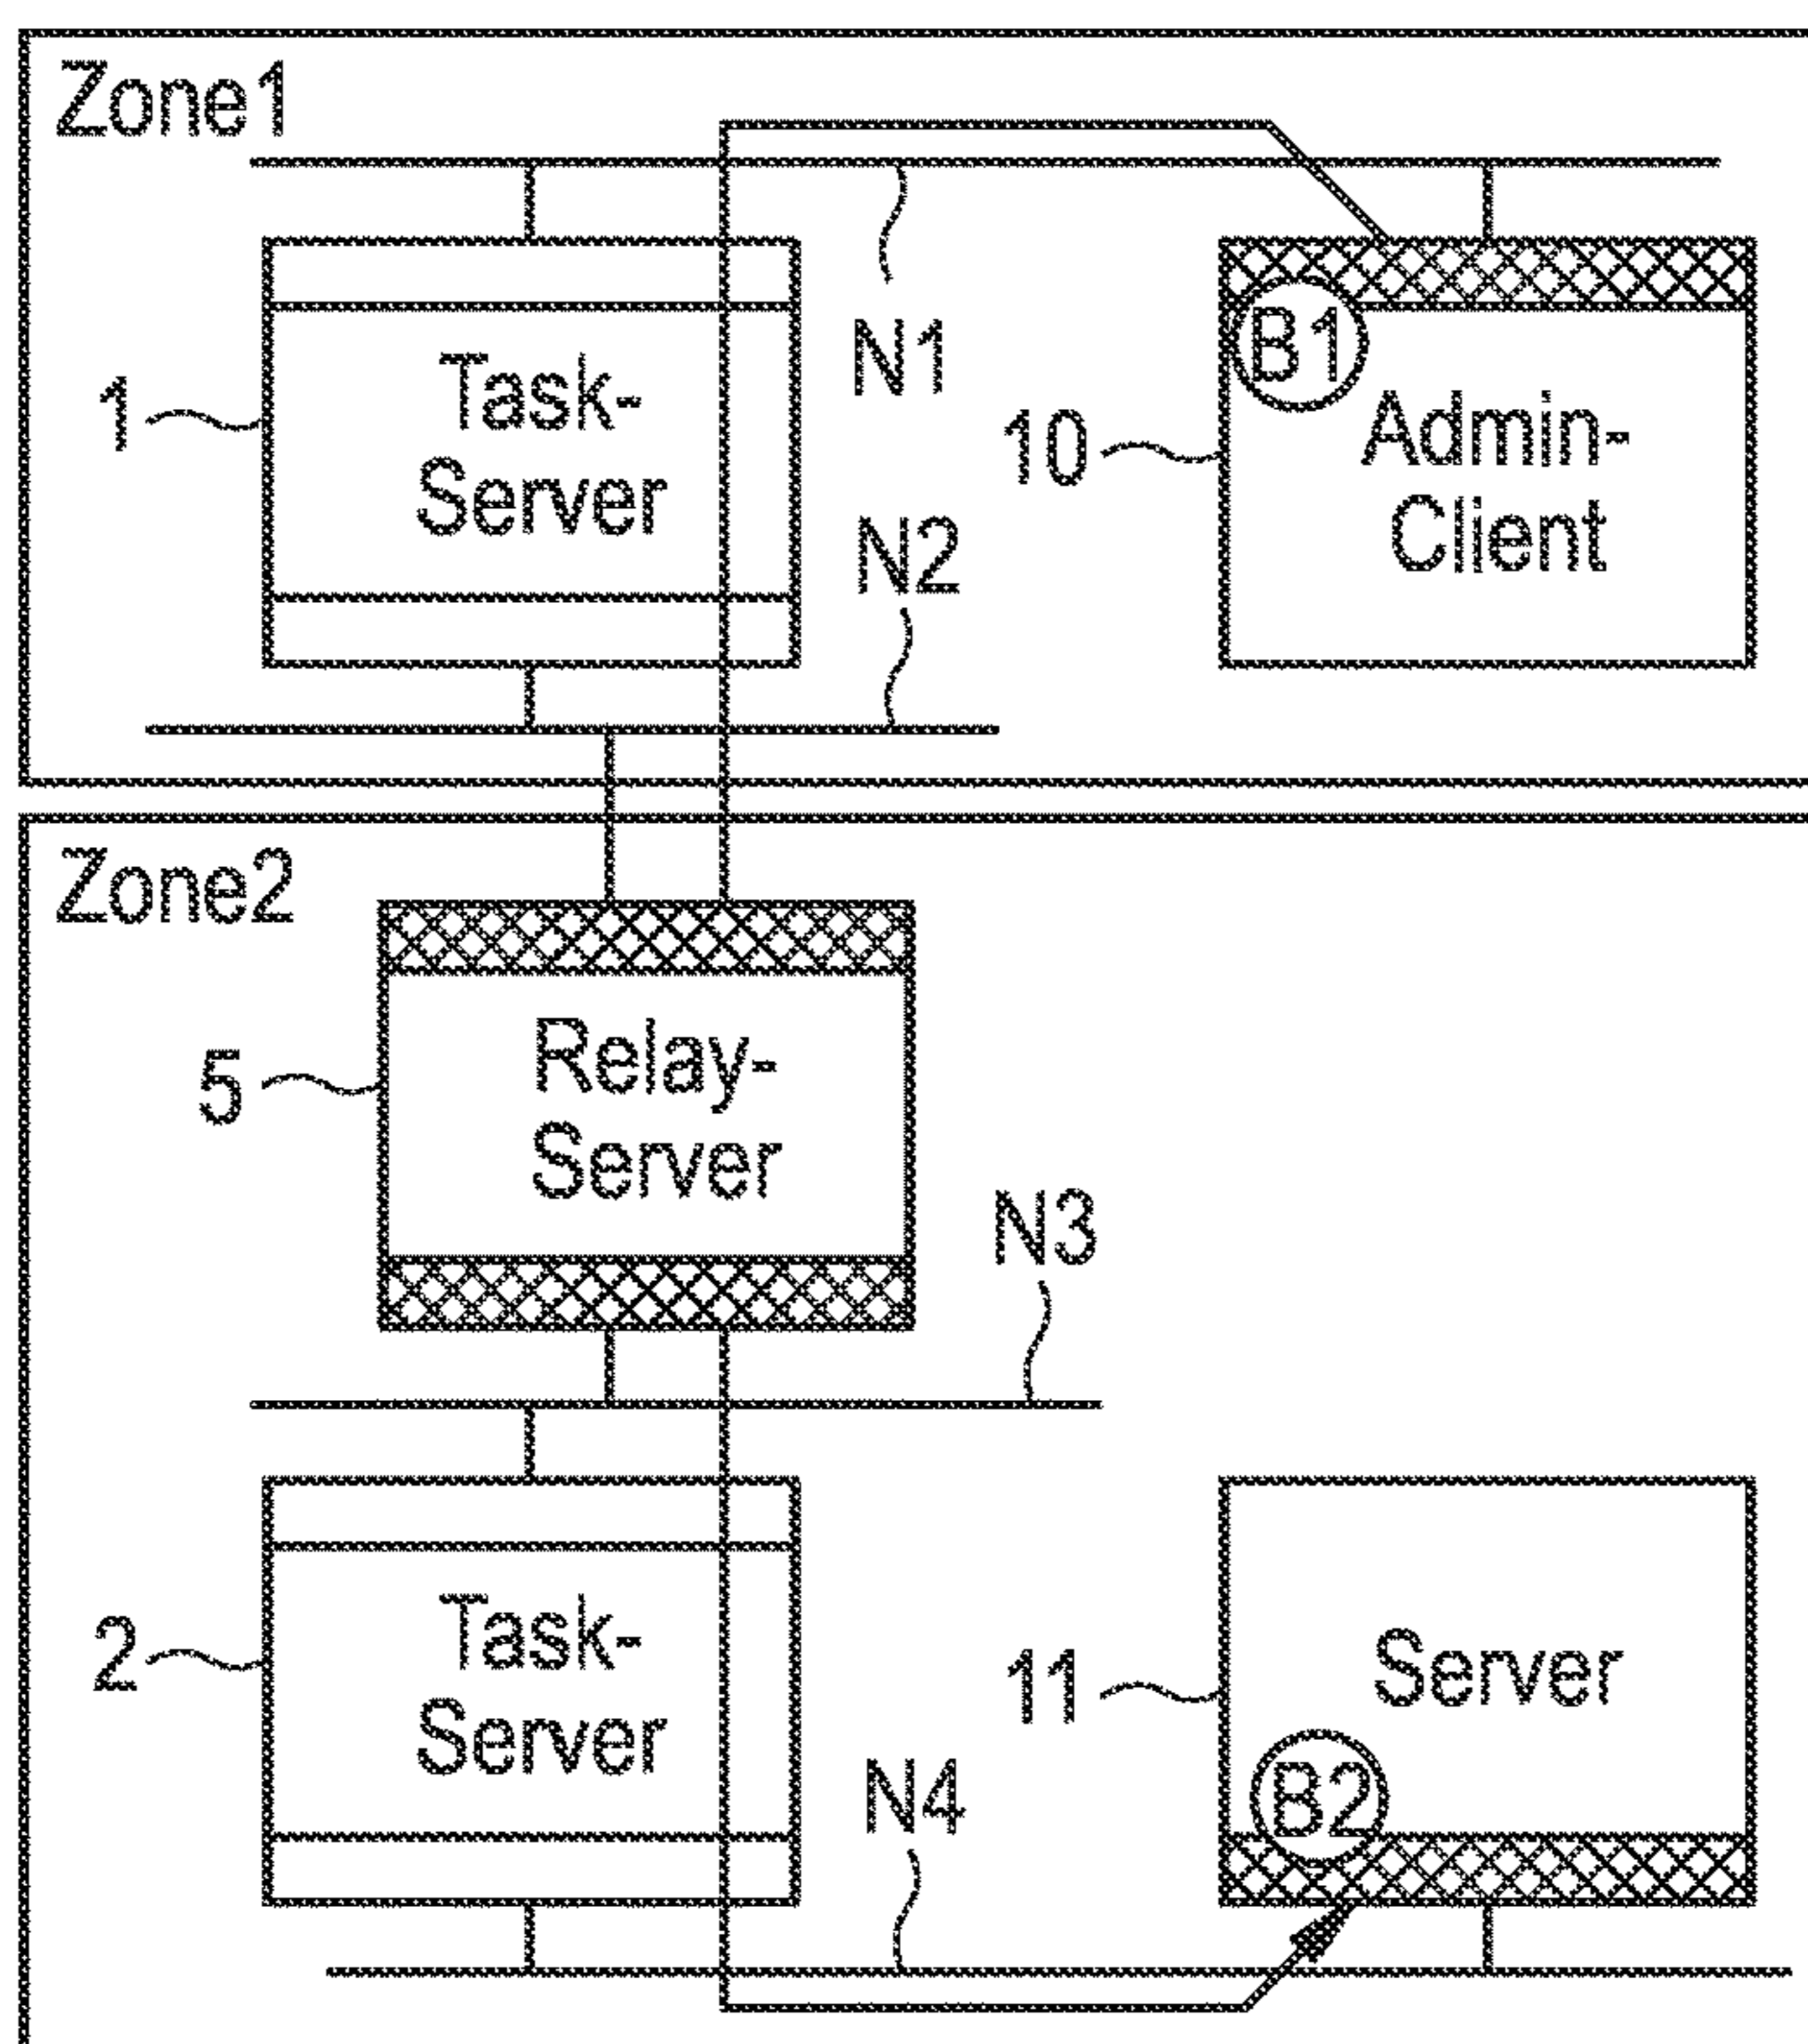 Zone1
N1
B1
1
Task-
Server
10
Admin-
Client
N2
Zone2
5
Relay-
Server
N3
2
Task-
Server
11
Server
B2
N4